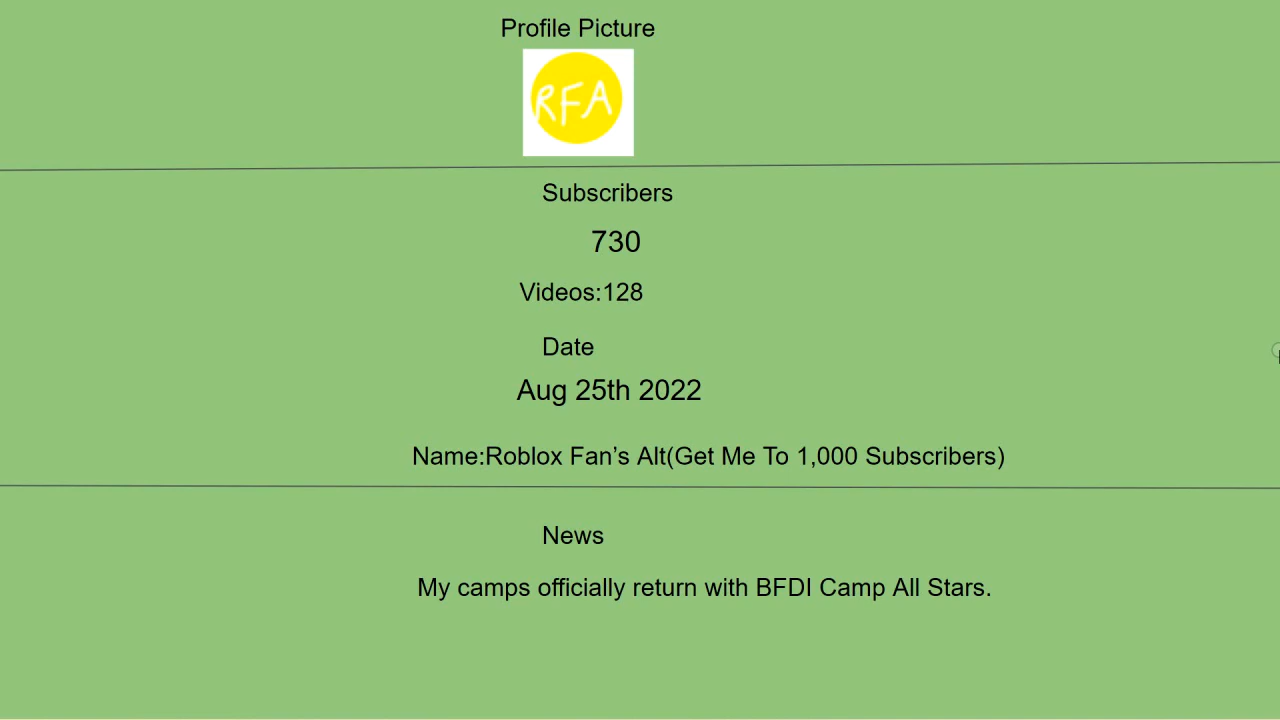 Profile Picture
RFA
Subscribers
730
Videos:128
Date
Aug 25th 2022
Name:Roblox Fan’s Alt(Get Me To 1,000 Subscribers)
News
My camps officially return with BFDI Camp All Stars.